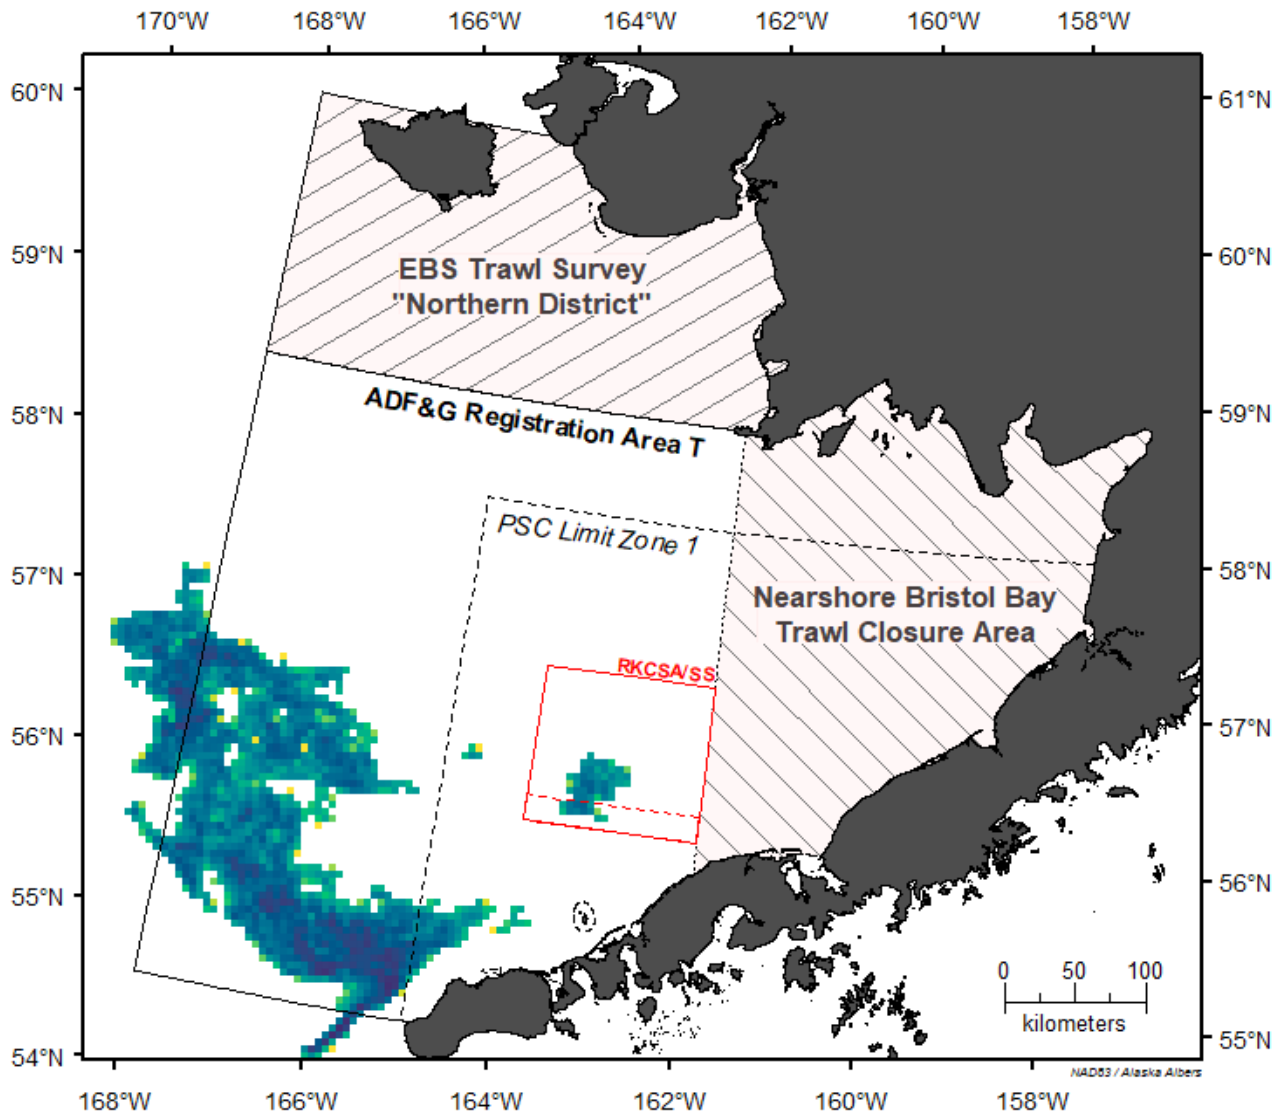 170°W 168°W 166°W 164°W 162°W 160°W 158°W
60°N
61°N
59°N
60°N
EBS Trawl Survey
"Northern District"
58°N
59°N
ADF&G Registration Area T
PSC Limit Zone 1
57°N
58°N
Nearshore Bristol Bay
Trawl Closure Area
RKCSA/SS
56°N
57°N
55°N
56°N
0 50 100
kilometers
54°N
55°N
NAD83 / Alaska Albers
168°W 166°W 164°W 162°W 160°W 158°W